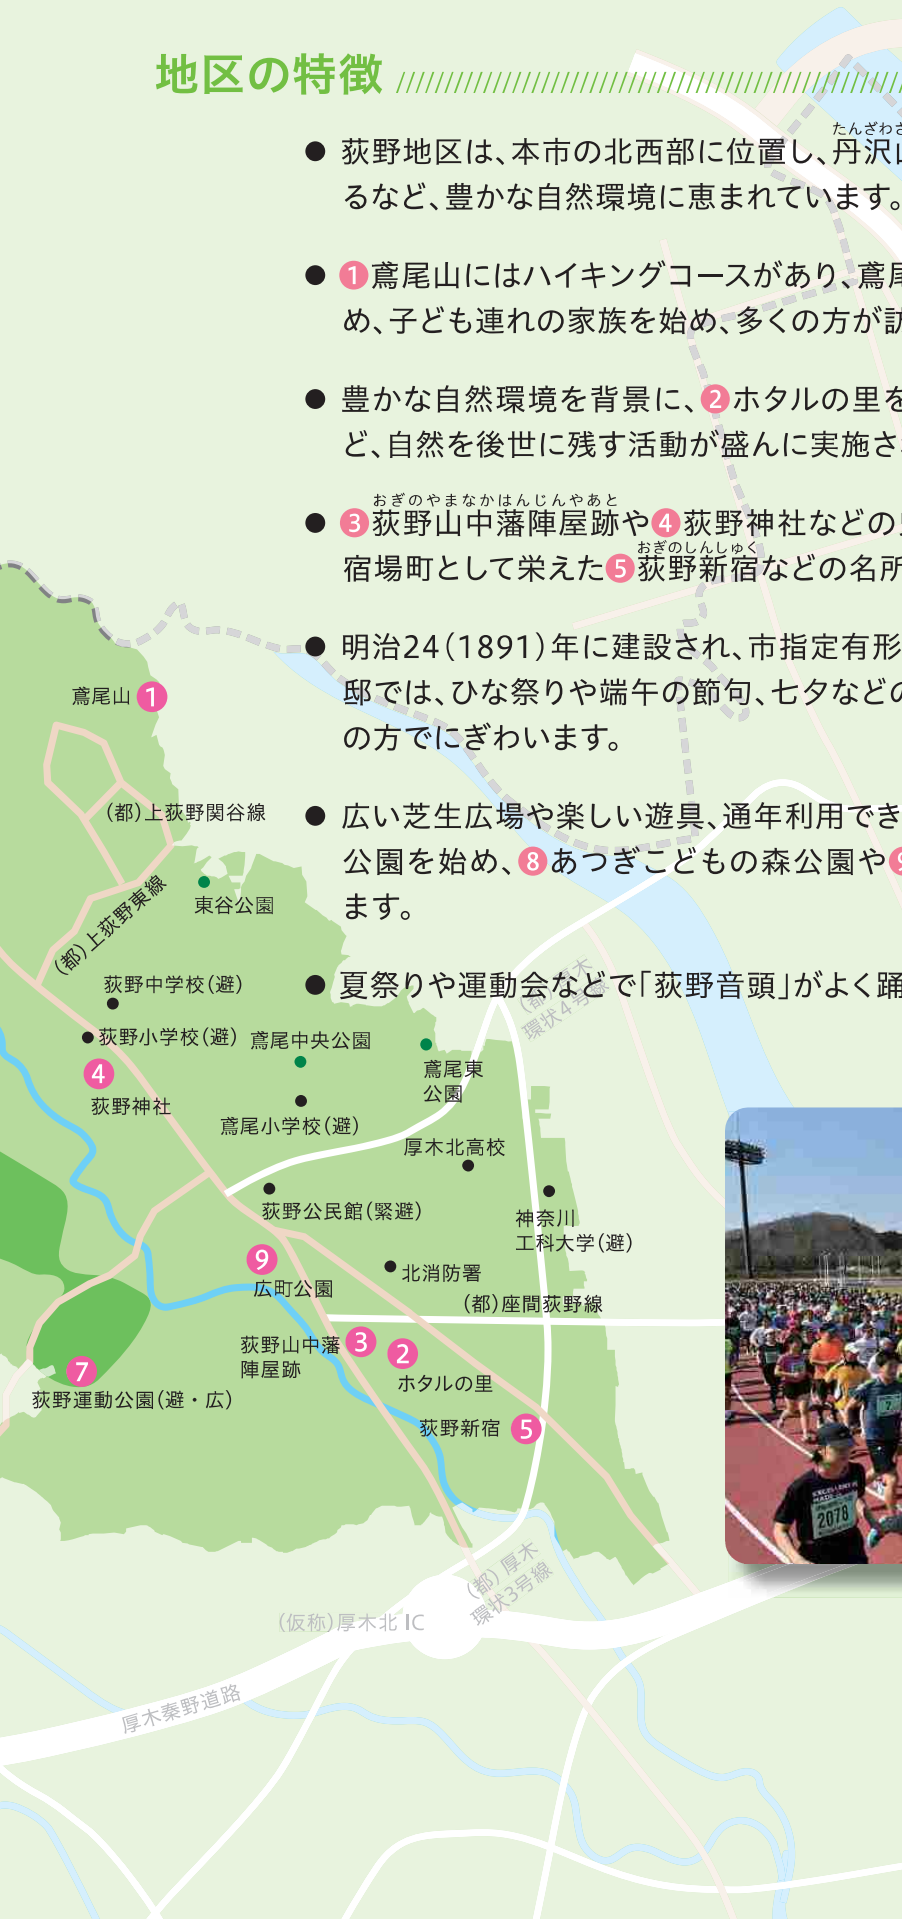 地区の特徴
たんざわさ
● 荻野地区は、本市の北西部に位置し、丹沢山
るなど、豊かな自然環境に恵まれています。
● ❶鳶尾山にはハイキングコースがあり、鳶尾
め、子ども連れの家族を始め、多くの方が訪
● 豊かな自然環境を背景に、❷ホタルの里を
ど、自然を後世に残す活動が盛んに実施さ
おぎのやまなかはんじんやあと
● ❸荻野山中藩陣屋跡や❹荻野神社などの
おぎのしんしゅく
宿場町として栄えた❺荻野新宿などの名所
● 明治24(1891)年に建設され、市指定有形
邸では、ひな祭りや端午の節句、七夕などの
の方でにぎわいます。
● 広い芝生広場や楽しい遊具、通年利用でき
公園を始め、❽あつぎこどもの森公園や❾
ます。
● 夏祭りや運動会などで「荻野音頭」がよく踊
鳶尾山 ❶
(都)上荻野関谷線
東谷公園
(都)上荻野東線
荻野中学校(避)
荻野小学校(避)
❹
荻野神社
鳶尾中央公園
鳶尾東
公園
鳶尾小学校(避)
(都)厚木
環状4号線
厚木北高校
荻野公民館(緊避)
神奈川
工科大学(避)
❾
広町公園
北消防署
(都)座間荻野線
荻野山中藩
陣屋跡
❸
❷
ホタルの里
❼
荻野運動公園(避・広)
荻野新宿 ❺
(都)厚木
環状3号線
(仮称)厚木北 IC
厚木秦野道路
2078